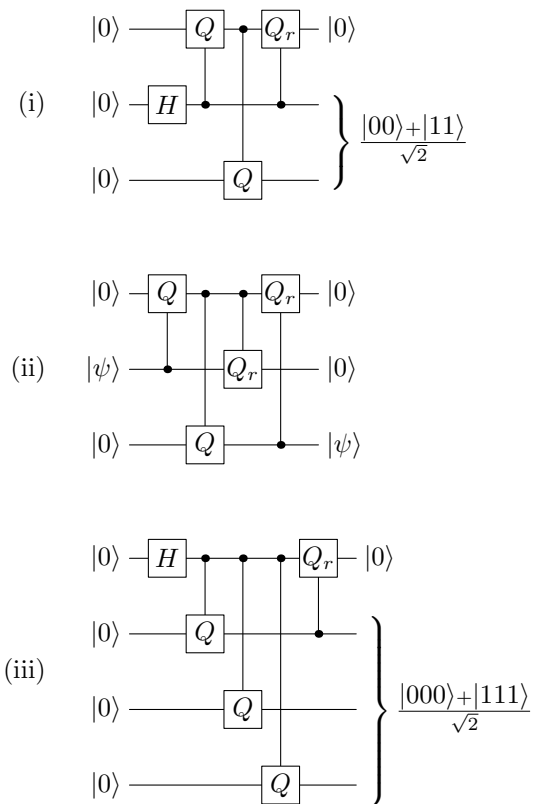 |0⟩ Q Q_r |0⟩
(i) |0⟩ H |00⟩+|11⟩ / √2
|0⟩ Q
|0⟩ Q Q_r |0⟩
(ii) |ψ⟩ Q_r |0⟩
|0⟩ Q |ψ⟩
|0⟩ H Q_r |0⟩
|0⟩ Q
(iii) |000⟩+|111⟩ / √2
|0⟩ Q
|0⟩ Q